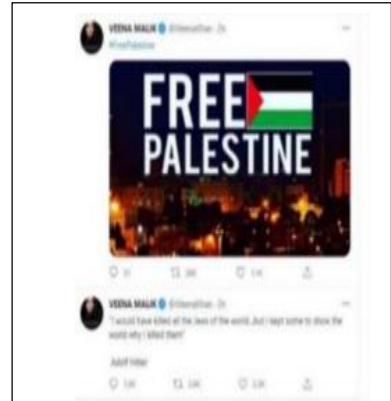 VEENA MALIK
#FreePalestine
FREE
PALESTINE
VEENA MALIK
"I would have killed all the Jews of the world, but I kept some to show the
world why I killed them"
Adolf Hitler